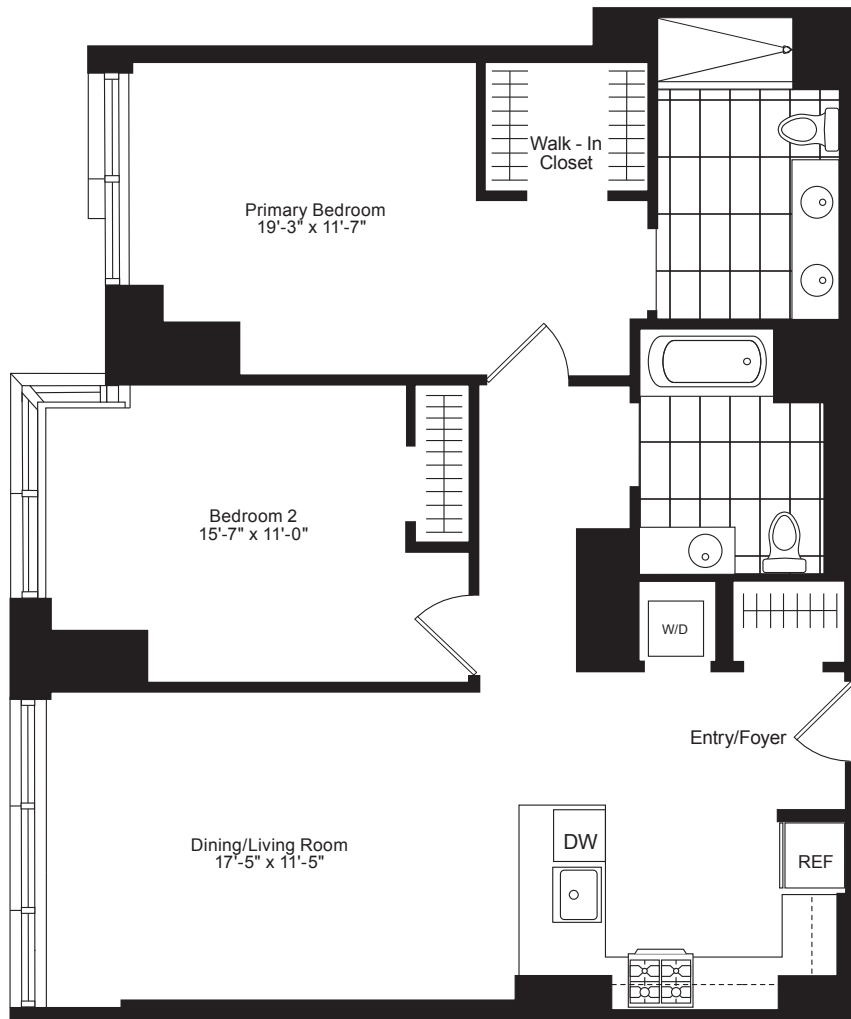 Walk - In
Closet
Primary Bedroom
19'-3" x 11'-7"
Bedroom 2
15'-7" x 11'-0"
W/D
Entry/Foyer
Dining/Living Room
17'-5" x 11'-5"
DW
REF